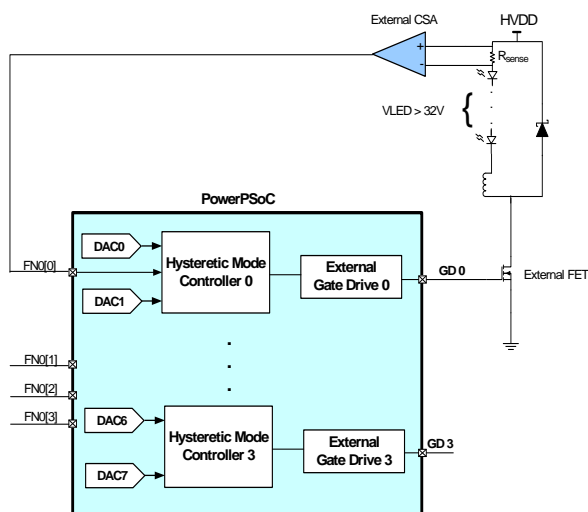 External CSA
HVDD
+
-
Rsense
VLED > 32V
{
PowerPSoC
DAC0
FN0[0]
Hysteretic Mode
Controller 0
External
Gate Drive 0
GD 0
External FET
DAC1
.
.
.
FN0[1]
FN0[2]
FN0[3]
DAC6
Hysteretic Mode
Controller 3
External
Gate Drive 3
GD 3
DAC7